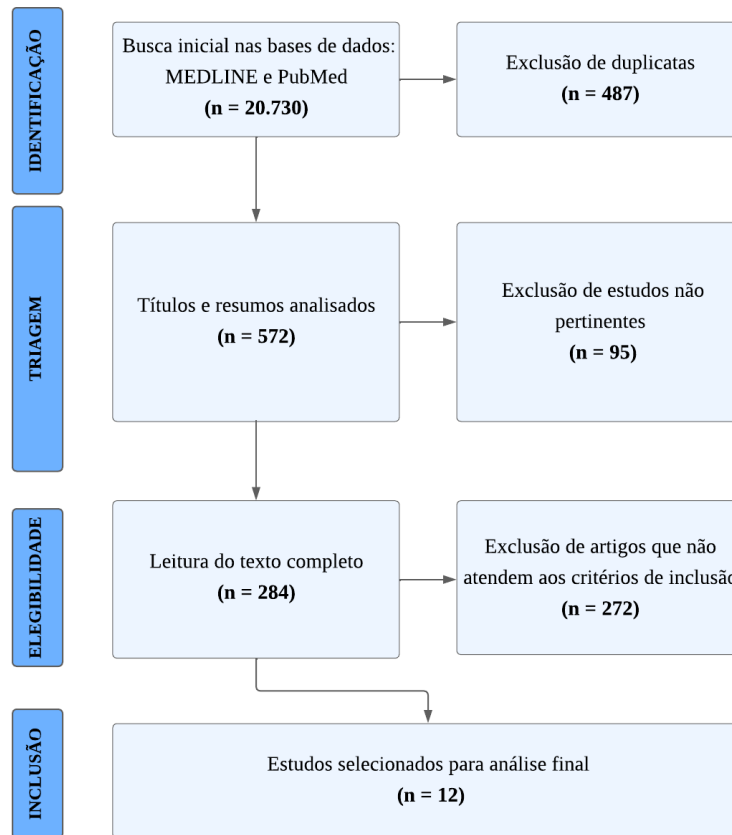 IDENTIFICAÇÃO
Busca inicial nas bases de dados:
MEDLINE e PubMed
(n = 20.730)
Exclusão de duplicatas
(n = 487)
TRIAGEM
Títulos e resumos analisados
(n = 572)
Exclusão de estudos não
pertinentes
(n = 95)
ELEGIBILIDADE
Leitura do texto completo
(n = 284)
Exclusão de artigos que não
atendem aos critérios de inclusão
(n = 272)
INCLUSÃO
Estudos selecionados para análise final
(n = 12)